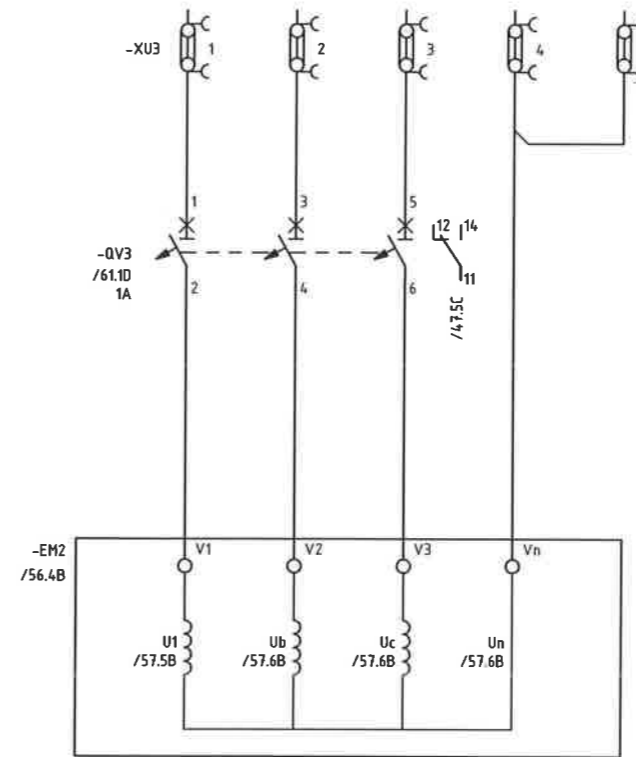 -XU3 1 2 3 4
1 3 5
12 14
-QV3
/61.1D
1A
2 4 6
11
/47.5C
-EM2 V1 V2 V3 Vn
/56.4B
U1 Ub Uc Un
/57.5B /57.6B /57.6B /57.6B